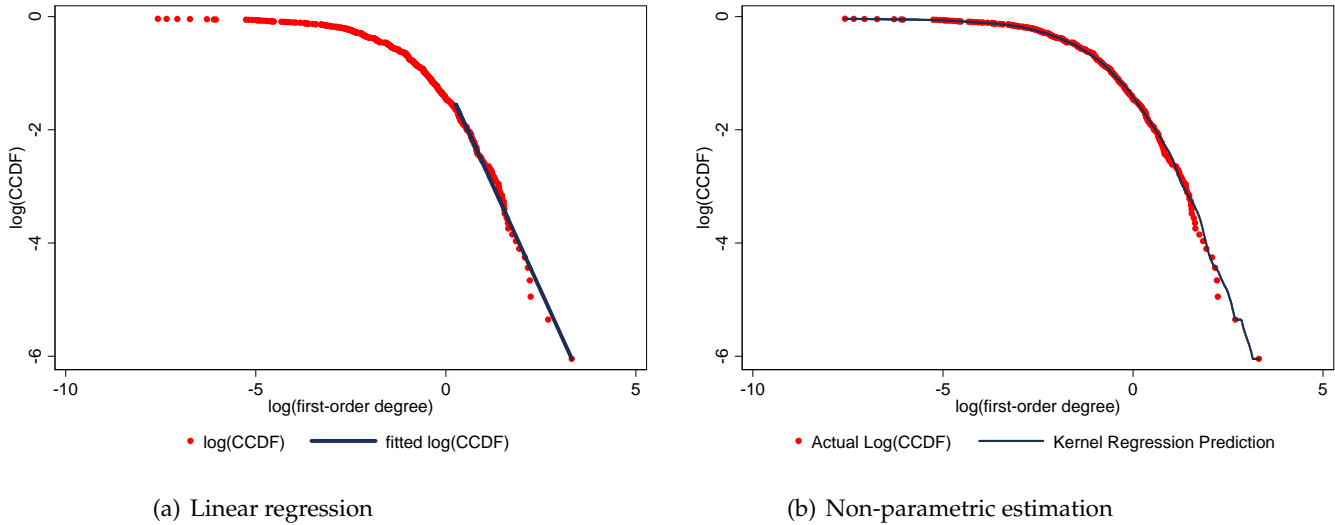 log(CCDF)
0
2
-4
-6
-10
-5
0
5
log(first-order degree)
log(CCDF)
fitted log(CCDF)
(a) Linear regression
log(CCDF)
0
2
-4
-6
-10
-5
0
5
log(first-order degree)
Actual Log(CCDF)
Kernel Regression Prediction
(b) Non-parametric estimation